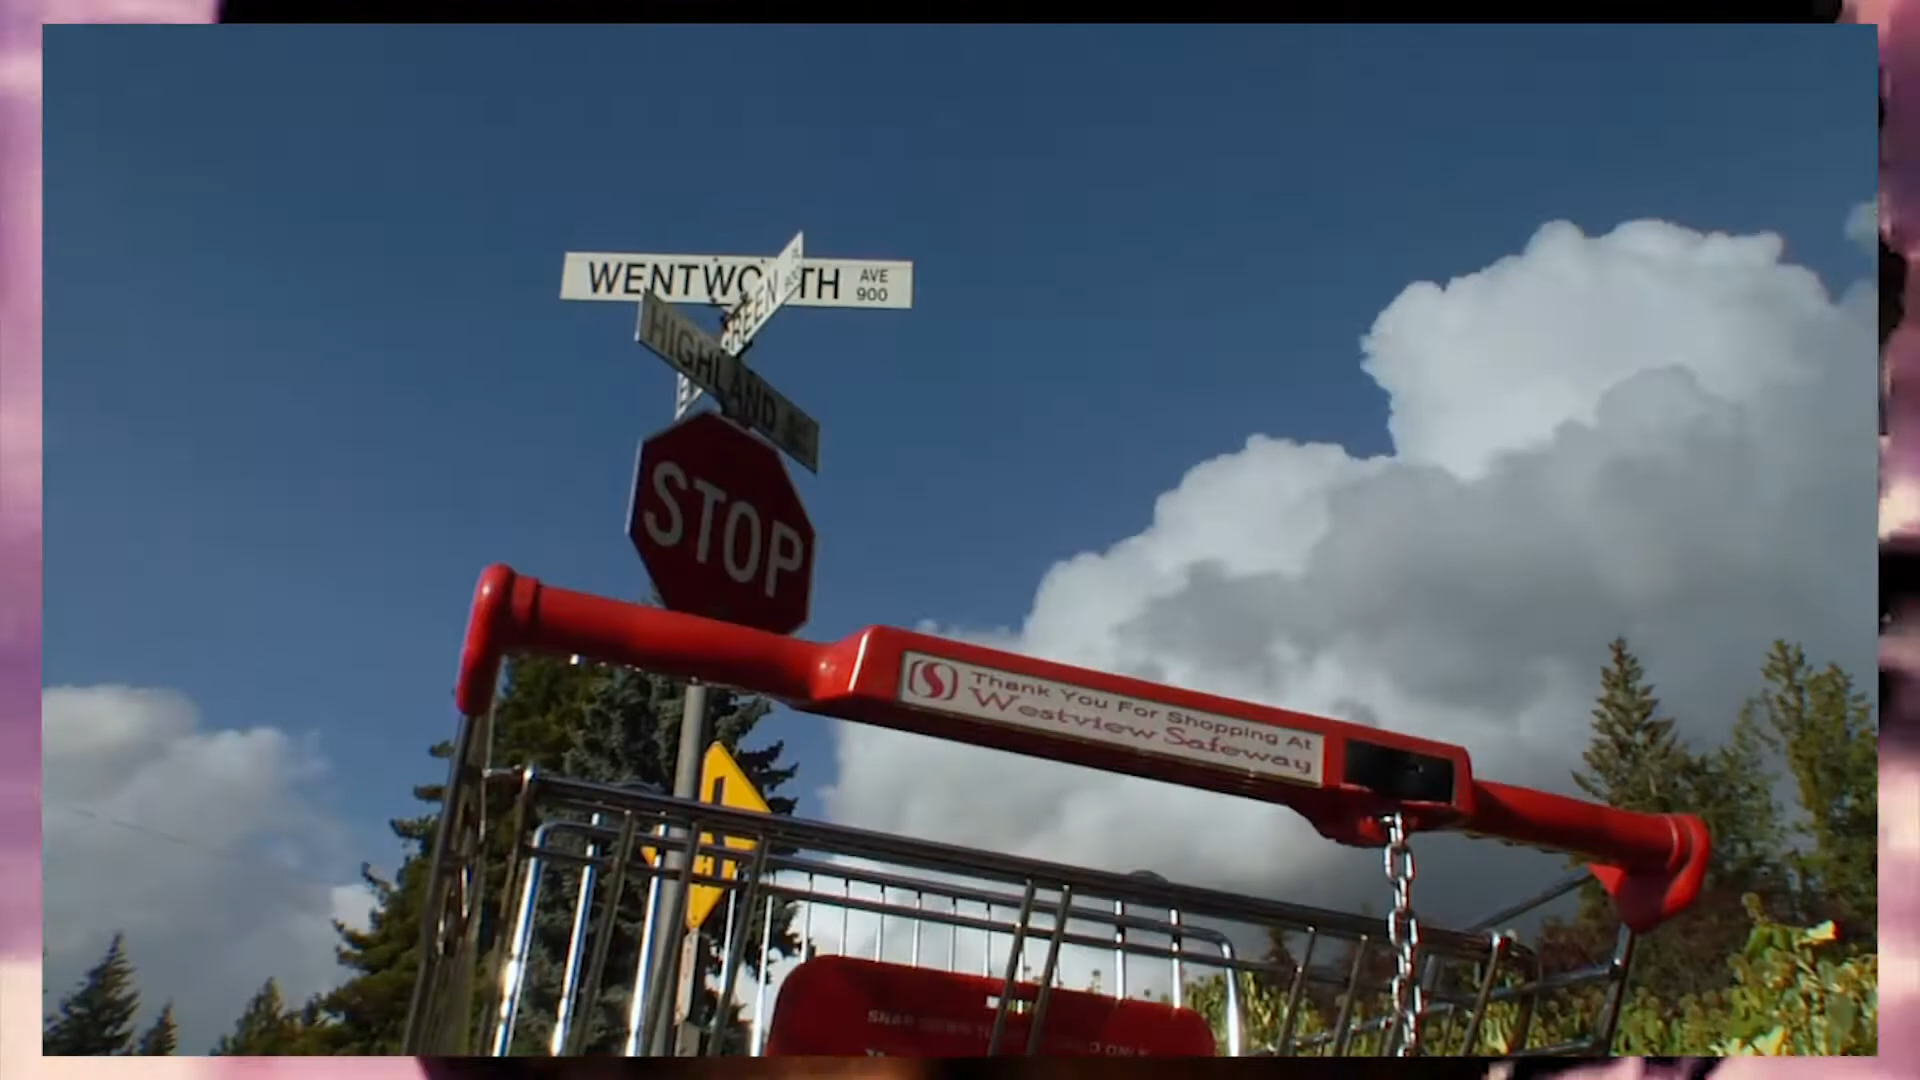 WENTWORTH AVE
900
HIGHLAND
STOP
Thank You For Shopping At
Westview Safeway